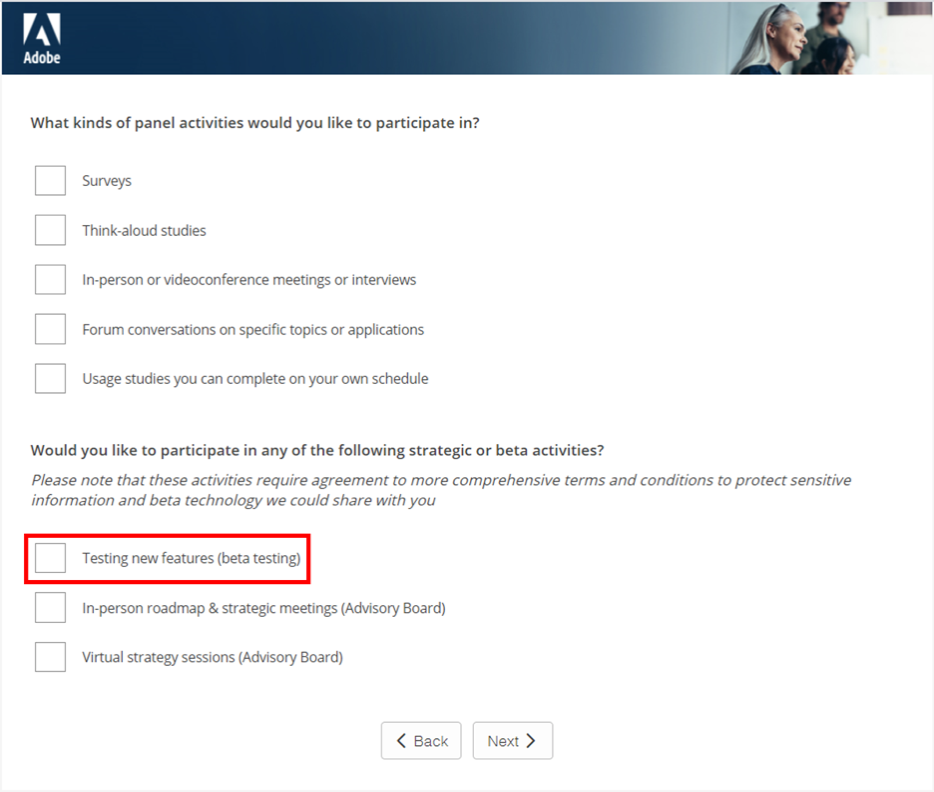 Adobe
What kinds of panel activities would you like to participate in?
Surveys
Think-aloud studies
In-person or videoconference meetings or interviews
Forum conversations on specific topics or applications
Usage studies you can complete on your own schedule
Would you like to participate in any of the following strategic or beta activities?
Please note that these activities require agreement to more comprehensive terms and conditions to protect sensitive
information and beta technology we could share with you
Testing new features (beta testing)
In-person roadmap & strategic meetings (Advisory Board)
Virtual strategy sessions (Advisory Board)
Back
Next